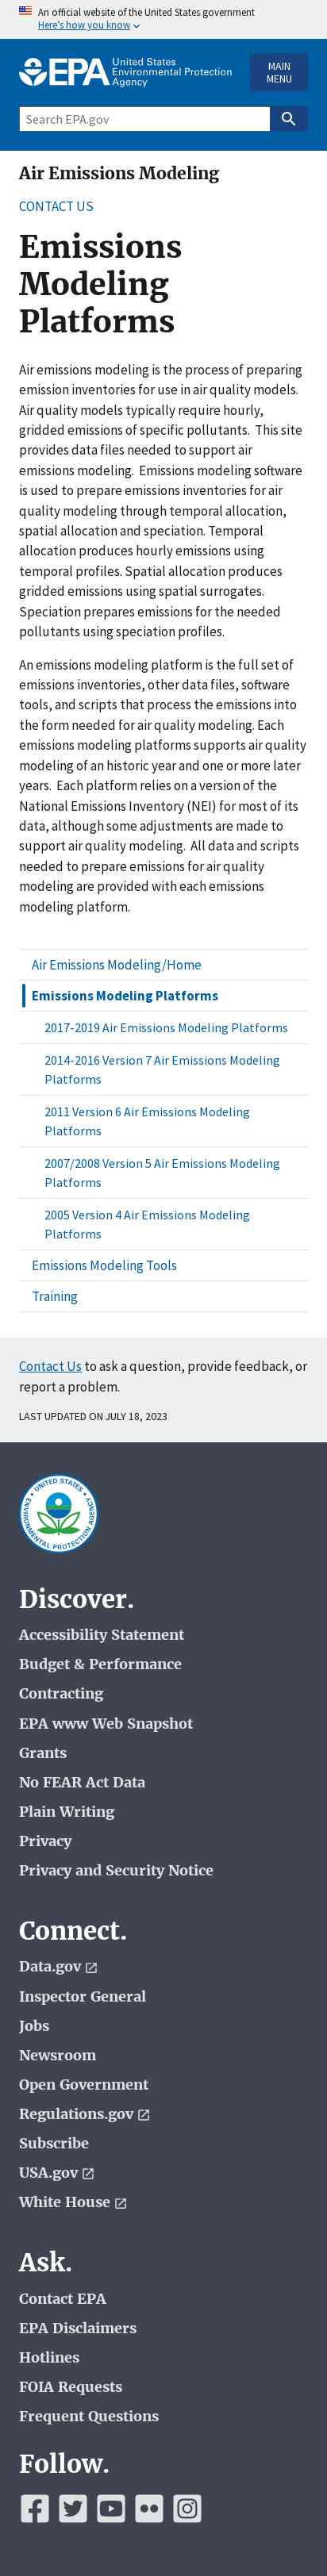 An official website of the United States government
Here's how you know
EPA United States
Environmental Protection
Agency
MAIN
MENU
Search EPA.gov
Air Emissions Modeling
CONTACT US
Emissions
Modeling
Platforms
Air emissions modeling is the process of preparing
emission inventories for use in air quality models.
Air quality models typically require hourly,
gridded emissions of specific pollutants.  This site
provides data files needed to support air
emissions modeling.  Emissions modeling software
is used to prepare emissions inventories for air
quality modeling through temporal allocation,
spatial allocation and speciation. Temporal
allocation produces hourly emissions using
temporal profiles. Spatial allocation produces
gridded emissions using spatial surrogates.
Speciation prepares emissions for the needed
pollutants using speciation profiles.
An emissions modeling platform is the full set of
emissions inventories, other data files, software
tools, and scripts that process the emissions into
the form needed for air quality modeling. Each
emissions modeling platforms supports air quality
modeling of an historic year and one or more later
years.  Each platform relies on a version of the
National Emissions Inventory (NEI) for most of its
data, although some adjustments are made to
support air quality modeling.  All data and scripts
needed to prepare emissions for air quality
modeling are provided with each emissions
modeling platform.
Air Emissions Modeling/Home
Emissions Modeling Platforms
2017-2019 Air Emissions Modeling Platforms
2014-2016 Version 7 Air Emissions Modeling
Platforms
2011 Version 6 Air Emissions Modeling
Platforms
2007/2008 Version 5 Air Emissions Modeling
Platforms
2005 Version 4 Air Emissions Modeling
Platforms
Emissions Modeling Tools
Training
Contact Us to ask a question, provide feedback, or
report a problem.
LAST UPDATED ON JULY 18, 2023
UNITED STATES
ENVIRONMENTAL PROTECTION AGENCY
Discover.
Accessibility Statement
Budget & Performance
Contracting
EPA www Web Snapshot
Grants
No FEAR Act Data
Plain Writing
Privacy
Privacy and Security Notice
Connect.
Data.gov
Inspector General
Jobs
Newsroom
Open Government
Regulations.gov
Subscribe
USA.gov
White House
Ask.
Contact EPA
EPA Disclaimers
Hotlines
FOIA Requests
Frequent Questions
Follow.